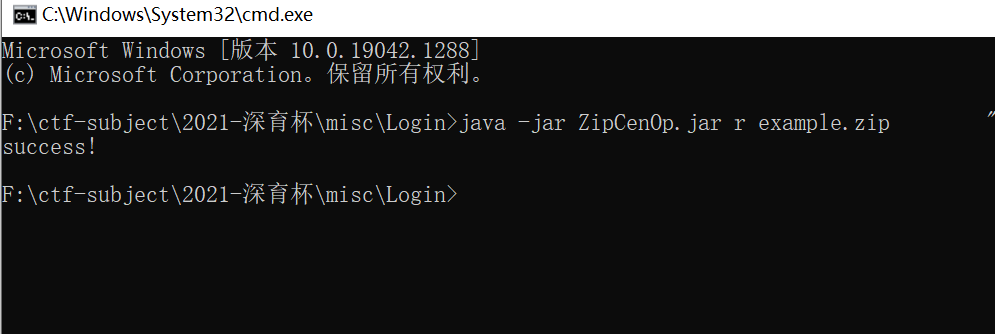 C:\Windows\System32\cmd.exe
Microsoft Windows [版本 10.0.19042.1288]
(c) Microsoft Corporation。保留所有权利。
F:\ctf-subject\2021-深育杯\misc\Login>java -jar ZipCenOp.jar r example.zip "
success!
F:\ctf-subject\2021-深育杯\misc\Login>